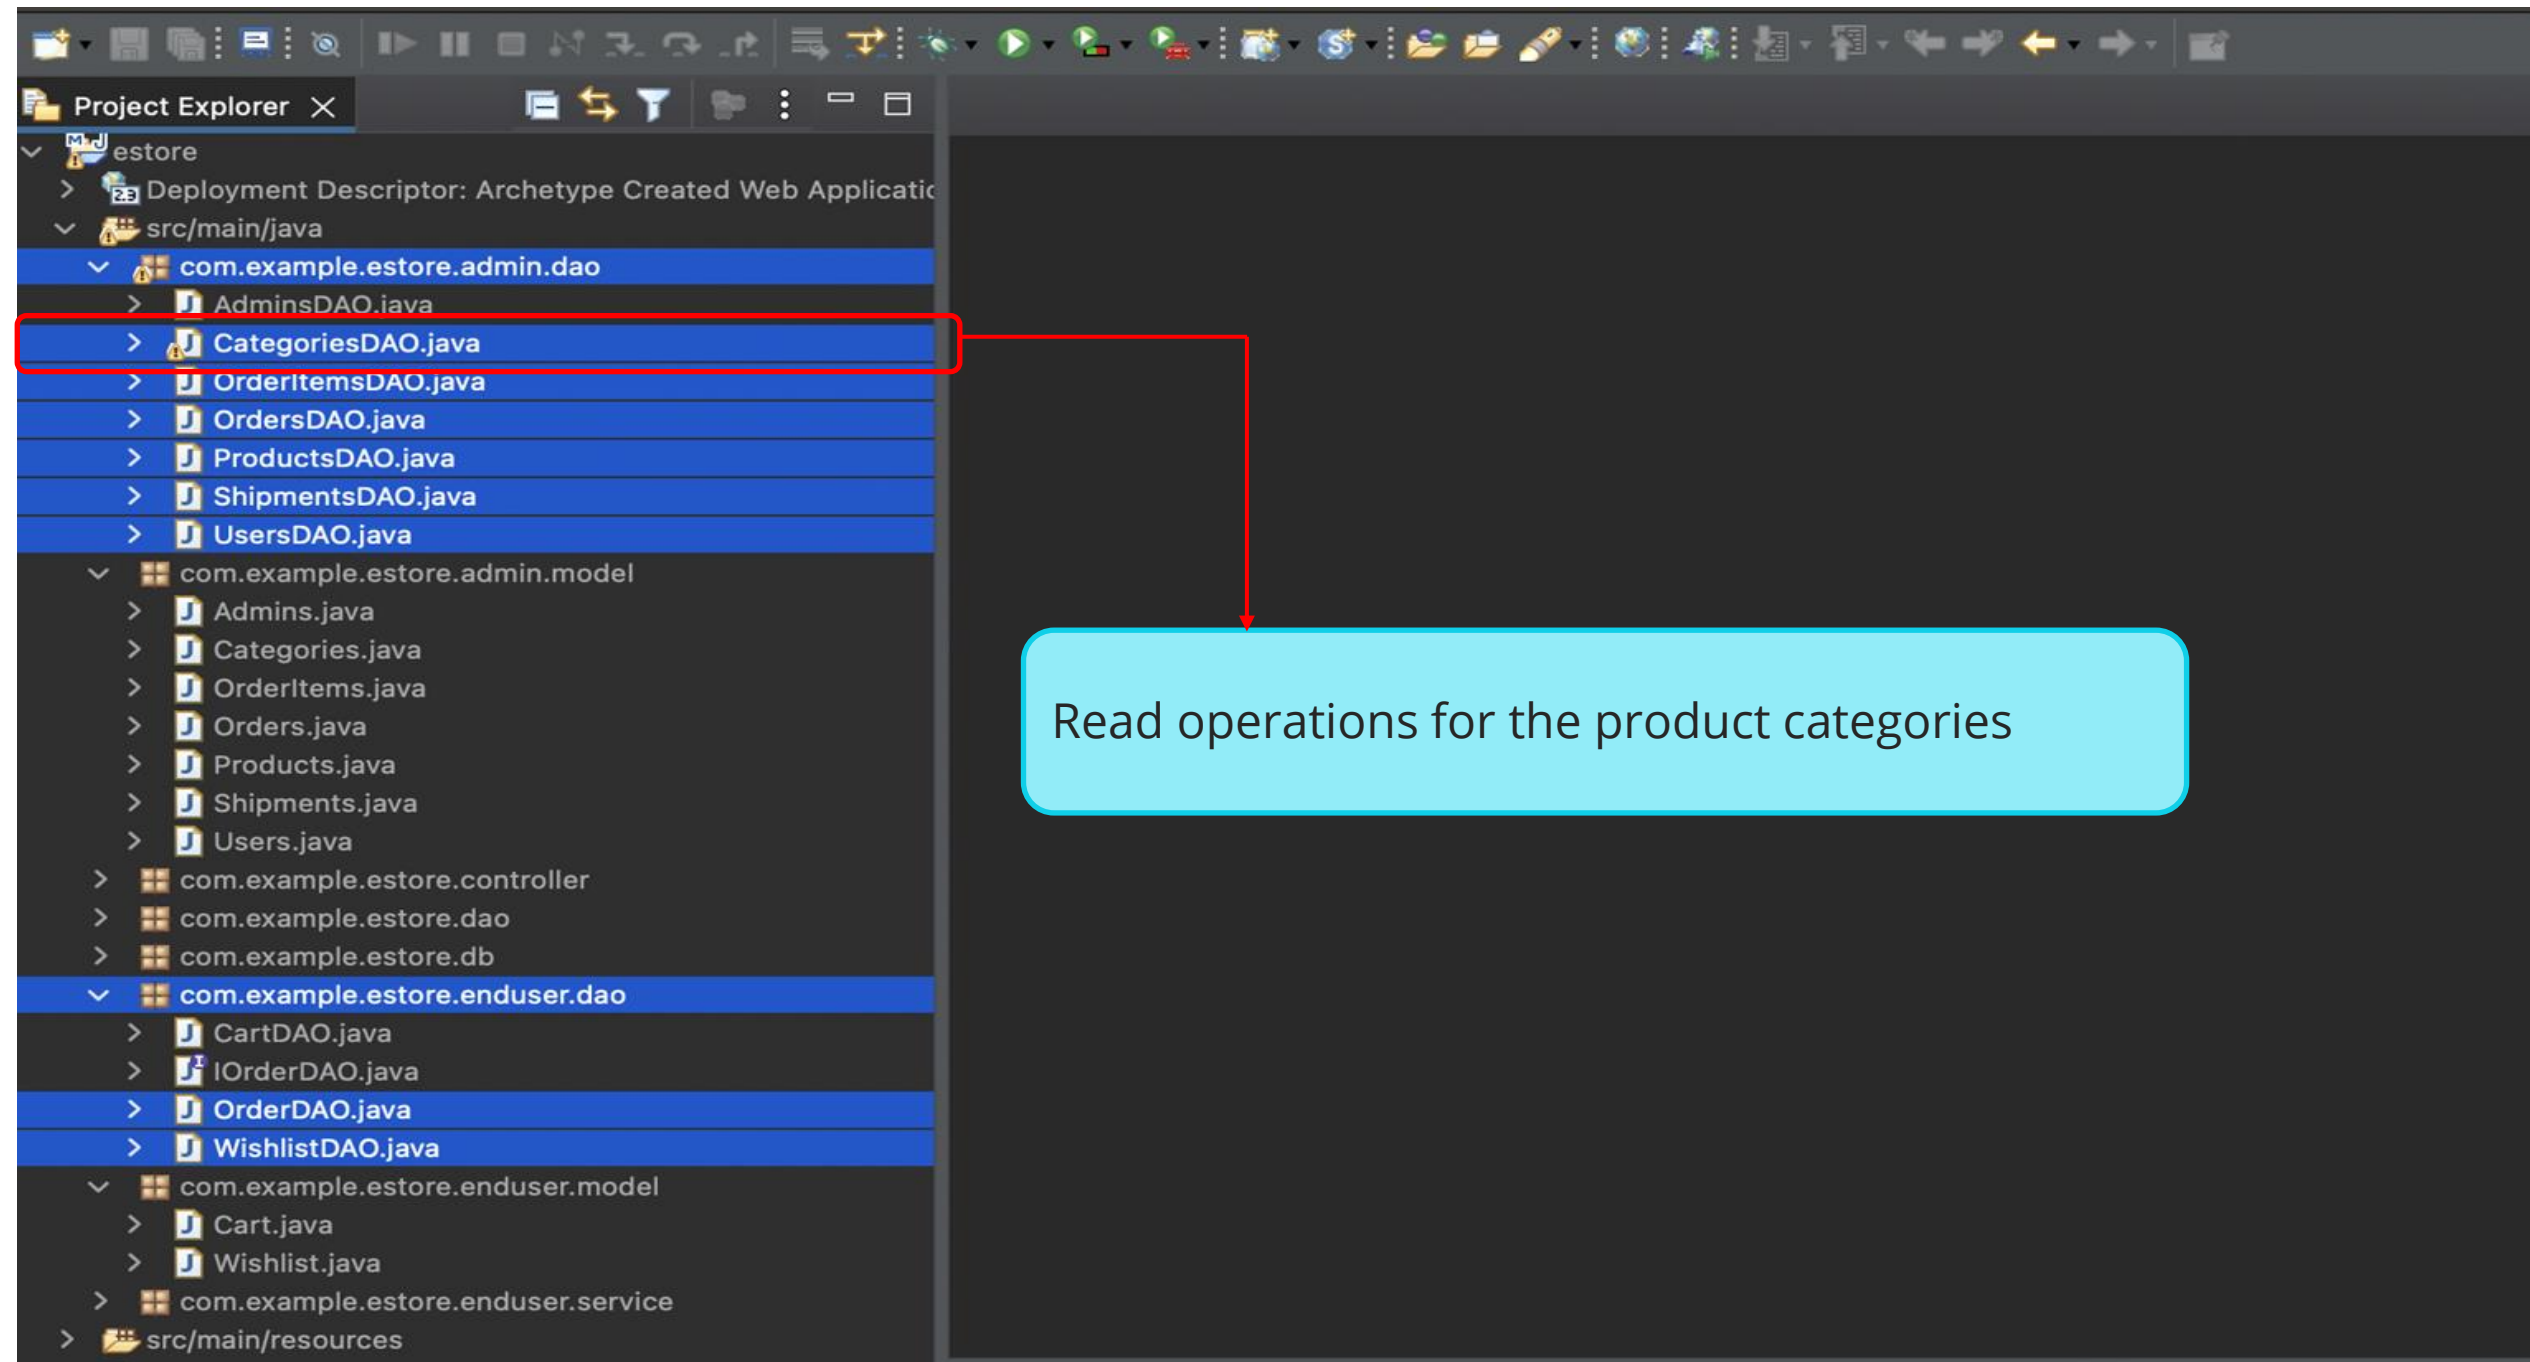 Project Explorer
estore
Deployment Descriptor: Archetype Created Web Applicatic
src/main/java
com.example.estore.admin.dao
AdminsDAO.java
CategoriesDAO.java
OrderItemsDAO.java
OrdersDAO.java
ProductsDAO.java
ShipmentsDAO.java
UsersDAO.java
com.example.estore.admin.model
Admins.java
Categories.java
OrderItems.java
Orders.java
Products.java
Shipments.java
Users.java
com.example.estore.controller
com.example.estore.dao
com.example.estore.db
com.example.estore.enduser.dao
CartDAO.java
IOrderDAO.java
OrderDAO.java
WishlistDAO.java
com.example.estore.enduser.model
Cart.java
Wishlist.java
com.example.estore.enduser.service
src/main/resources
Read operations for the product categories